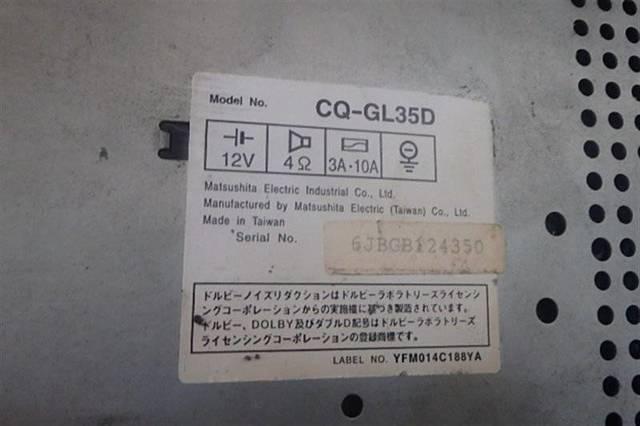 Model No. CQ-GL35D
12V 4Ω 3A·10A
Matsushita Electric Industrial Co., Ltd.
Manufactured by Matsushita Electric (Taiwan) Co., Ltd.
Made in Taiwan
Serial No. 6JBGB124350
ドルビーノイズリダクションはドルビーラボラトリーズライセンシ
ングコーポレーションからの実施権に基づき製造されています。
ドルビー、DOLBY及びダブルD記号はドルビーラボラトリーズ
ライセンシングコーポレーションの登録商標です。
LABEL NO. YFM014C188YA